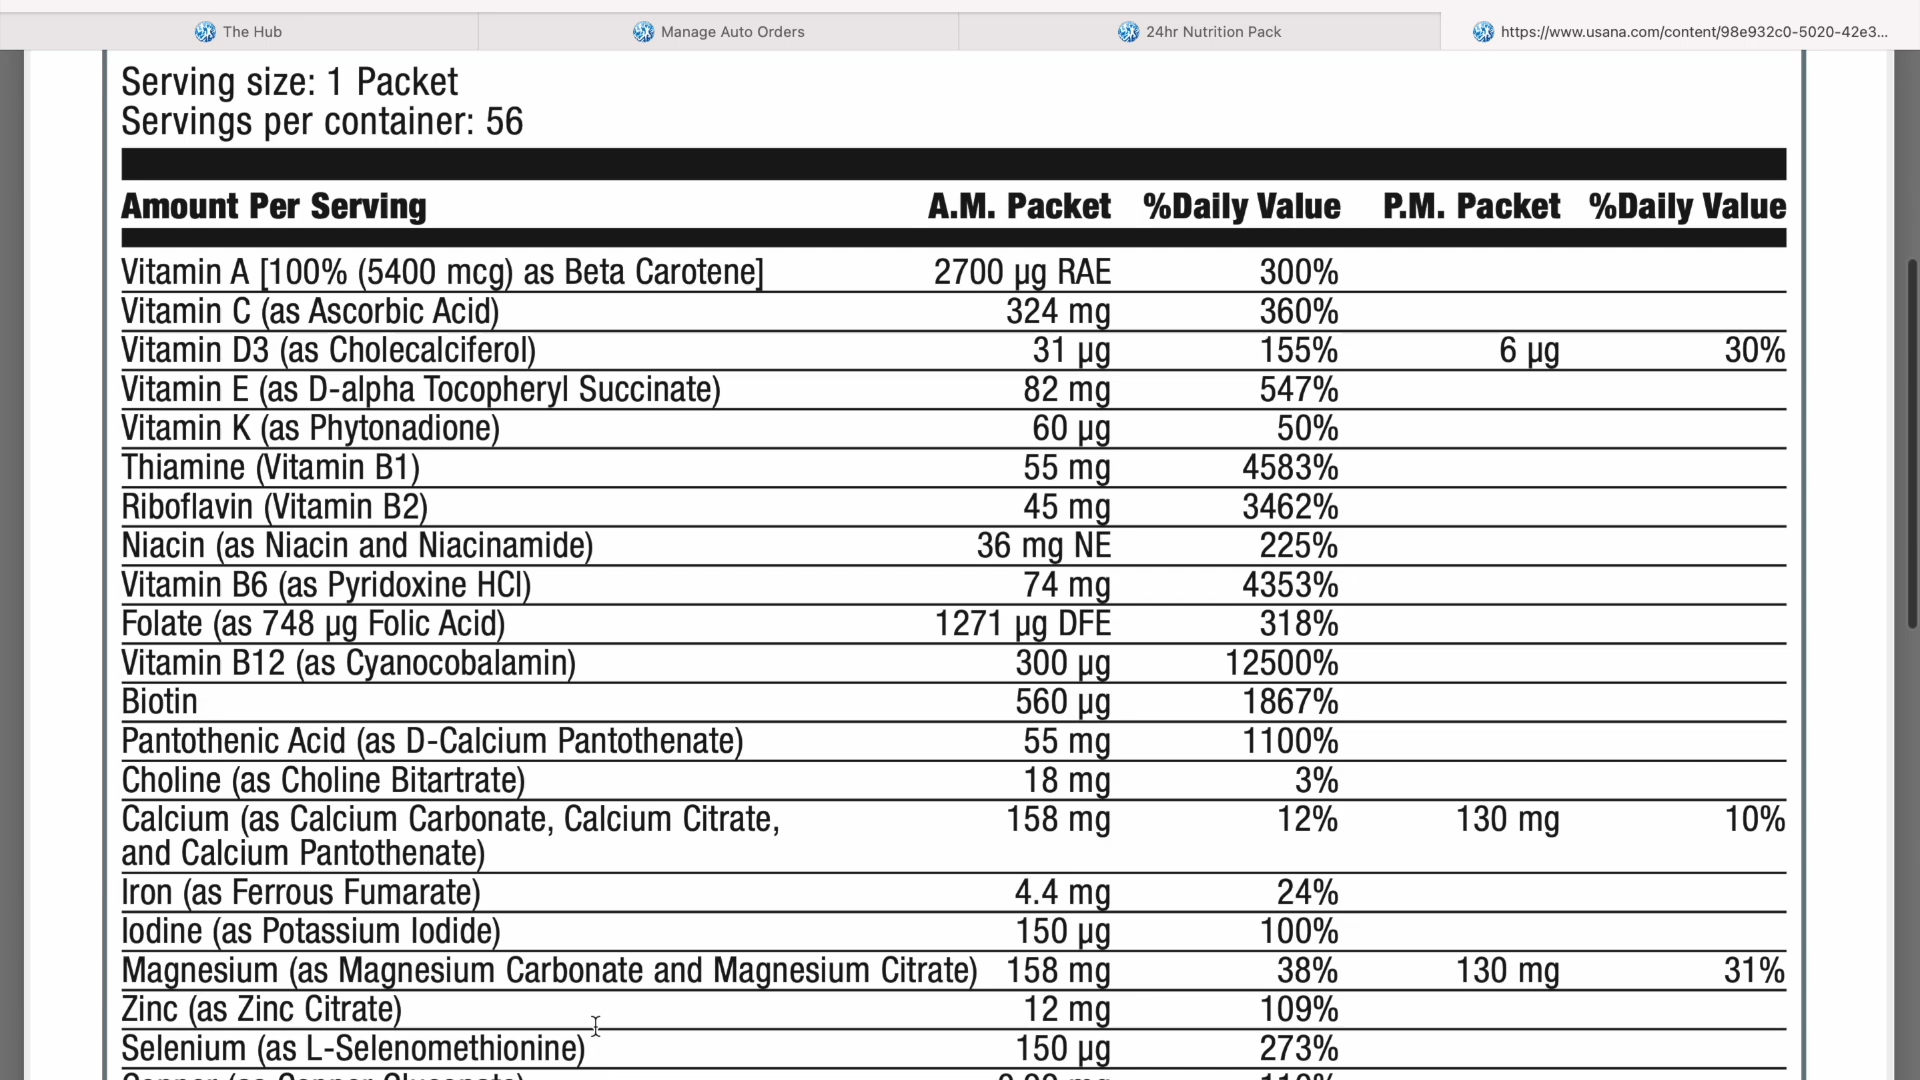 The Hub
Manage Auto Orders
24hr Nutrition Pack
https://www.usana.com/content/98e932c0-5020-42e3...
Serving size: 1 Packet
Servings per container: 56
Amount Per Serving A.M. Packet %Daily Value P.M. Packet %Daily Value
Vitamin A [100% (5400 mcg) as Beta Carotene] 2700 µg RAE 300%
Vitamin C (as Ascorbic Acid) 324 mg 360%
Vitamin D3 (as Cholecalciferol) 31 µg 155% 6 µg 30%
Vitamin E (as D-alpha Tocopheryl Succinate) 82 mg 547%
Vitamin K (as Phytonadione) 60 µg 50%
Thiamine (Vitamin B1) 55 mg 4583%
Riboflavin (Vitamin B2) 45 mg 3462%
Niacin (as Niacin and Niacinamide) 36 mg NE 225%
Vitamin B6 (as Pyridoxine HCl) 74 mg 4353%
Folate (as 748 µg Folic Acid) 1271 µg DFE 318%
Vitamin B12 (as Cyanocobalamin) 300 µg 12500%
Biotin 560 µg 1867%
Pantothenic Acid (as D-Calcium Pantothenate) 55 mg 1100%
Choline (as Choline Bitartrate) 18 mg 3%
Calcium (as Calcium Carbonate, Calcium Citrate, 158 mg 12% 130 mg 10%
and Calcium Pantothenate)
Iron (as Ferrous Fumarate) 4.4 mg 24%
Iodine (as Potassium Iodide) 150 µg 100%
Magnesium (as Magnesium Carbonate and Magnesium Citrate) 158 mg 38% 130 mg 31%
Zinc (as Zinc Citrate) 12 mg 109%
Selenium (as L-Selenomethionine) 150 µg 273%